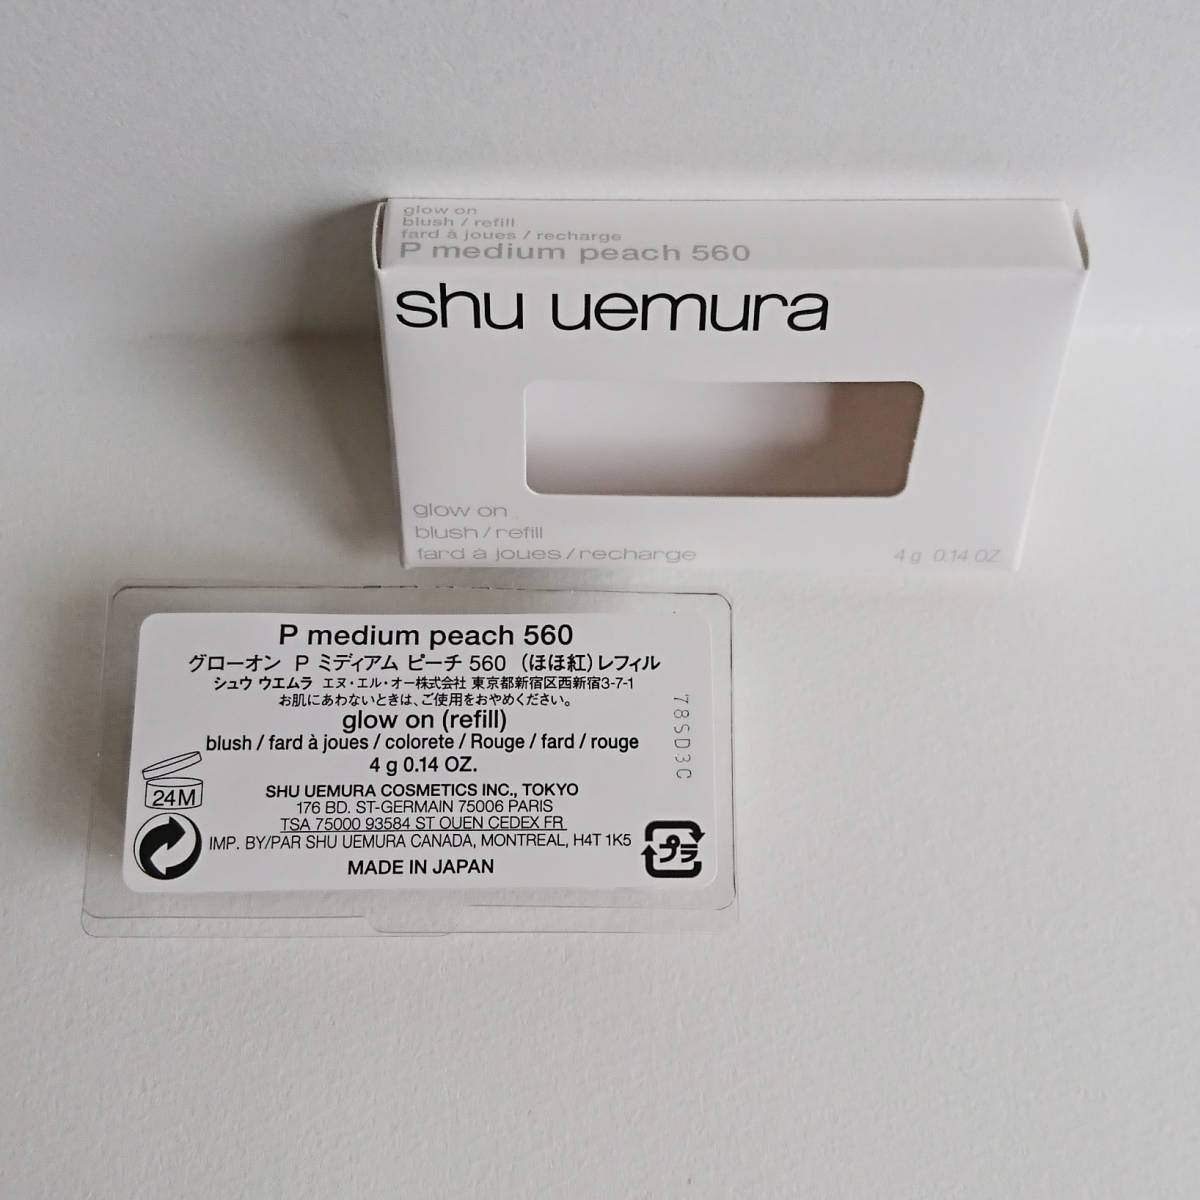 glow on
blush / refill
fard à joues / recharge
P medium peach 560
shu uemura
glow on
blush / refill
fard à joues / recharge
4 g 0.14 OZ.
P medium peach 560
グローオン P ミディアム ピーチ 560 (ほほ紅) レフィル
シュウ ウエムラ エヌ・エル・オー株式会社 東京都新宿区西新宿3-7-1
お肌にあわないときは、ご使用をおやめください。
glow on (refill)
blush / fard à joues / colorete / Rouge / fard / rouge
4 g 0.14 OZ.
24M
SHU UEMURA COSMETICS INC., TOKYO
176 BD. ST-GERMAIN 75006 PARIS
TSA 75000 93584 ST OUEN CEDEX FR
IMP. BY/PAR SHU UEMURA CANADA, MONTREAL, H4T 1K5
MADE IN JAPAN
プラ
78SD3C